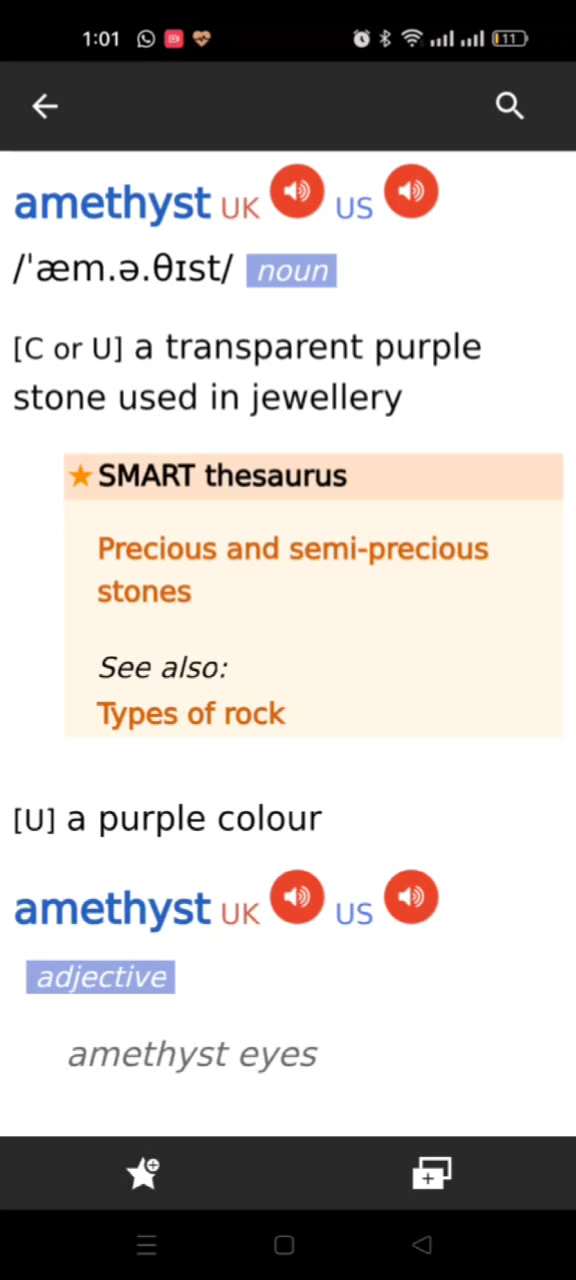 1:01 11
amethyst UK US
/ˈæm.ə.θɪst/ noun
[C or U] a transparent purple
stone used in jewellery
★ SMART thesaurus
Precious and semi-precious
stones
See also:
Types of rock
[U] a purple colour
amethyst UK US
adjective
amethyst eyes